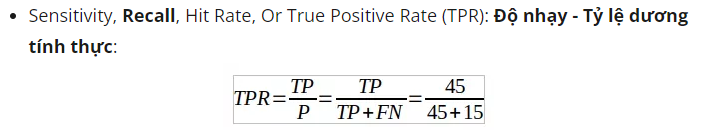 • Sensitivity, Recall, Hit Rate, Or True Positive Rate (TPR): Độ nhạy - Tỷ lệ dương
tính thực:
TPR = TP/P = TP/(TP+FN) = 45/(45+15)